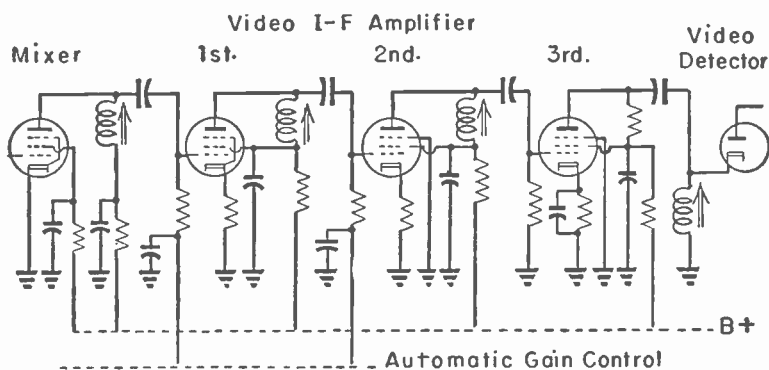 Video I-F Amplifier
Mixer
1st.
2nd.
3rd.
Video
Detector
B+
Automatic Gain Control